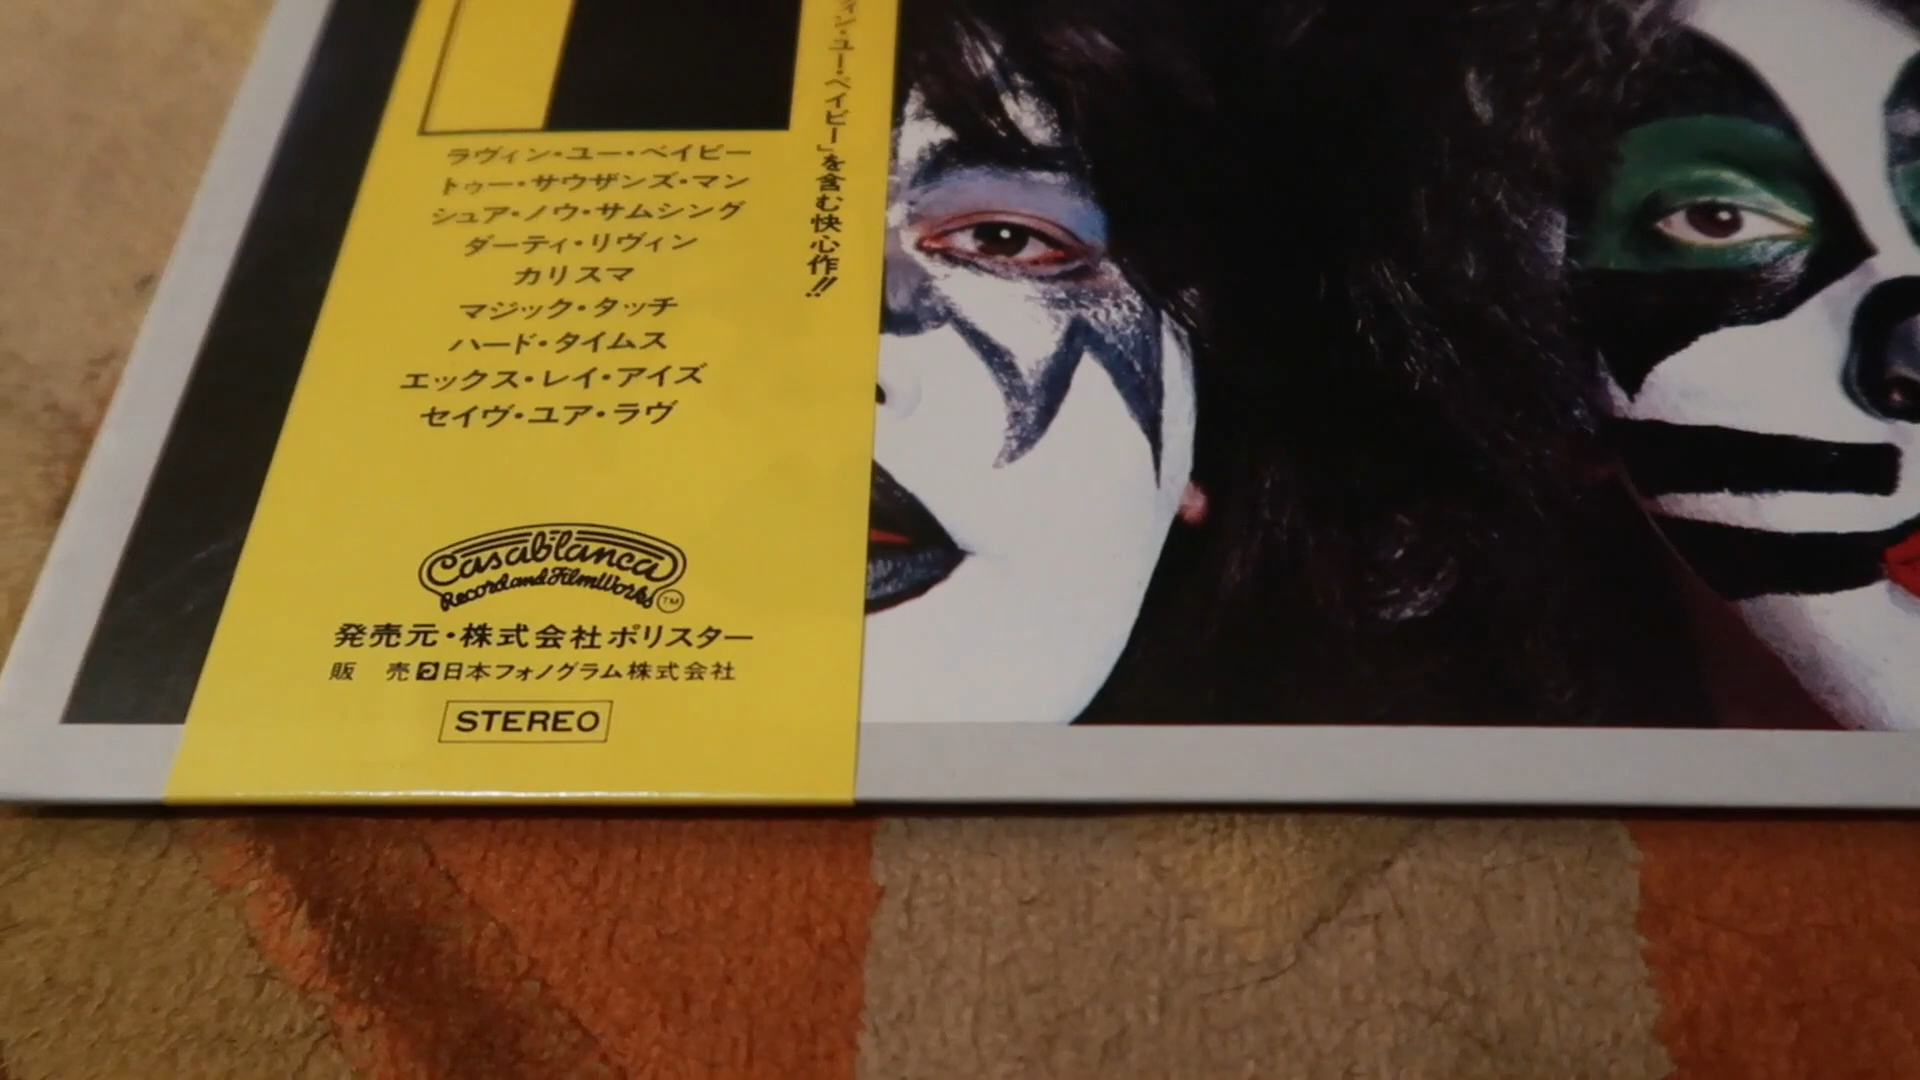 ィン・ユー・ベイビー」を含む快心作!!
ラヴィン・ユー・ベイビー
トゥー・サウザンズ・マン
シュア・ノウ・サムシング
ダーティ・リヴィン
カリスマ
マジック・タッチ
ハード・タイムス
エックス・レイ・アイズ
セイヴ・ユア・ラヴ
Casablanca
Record and FilmWorks TM
発売元・株式会社ポリスター
販 売 日本フォノグラム株式会社
STEREO